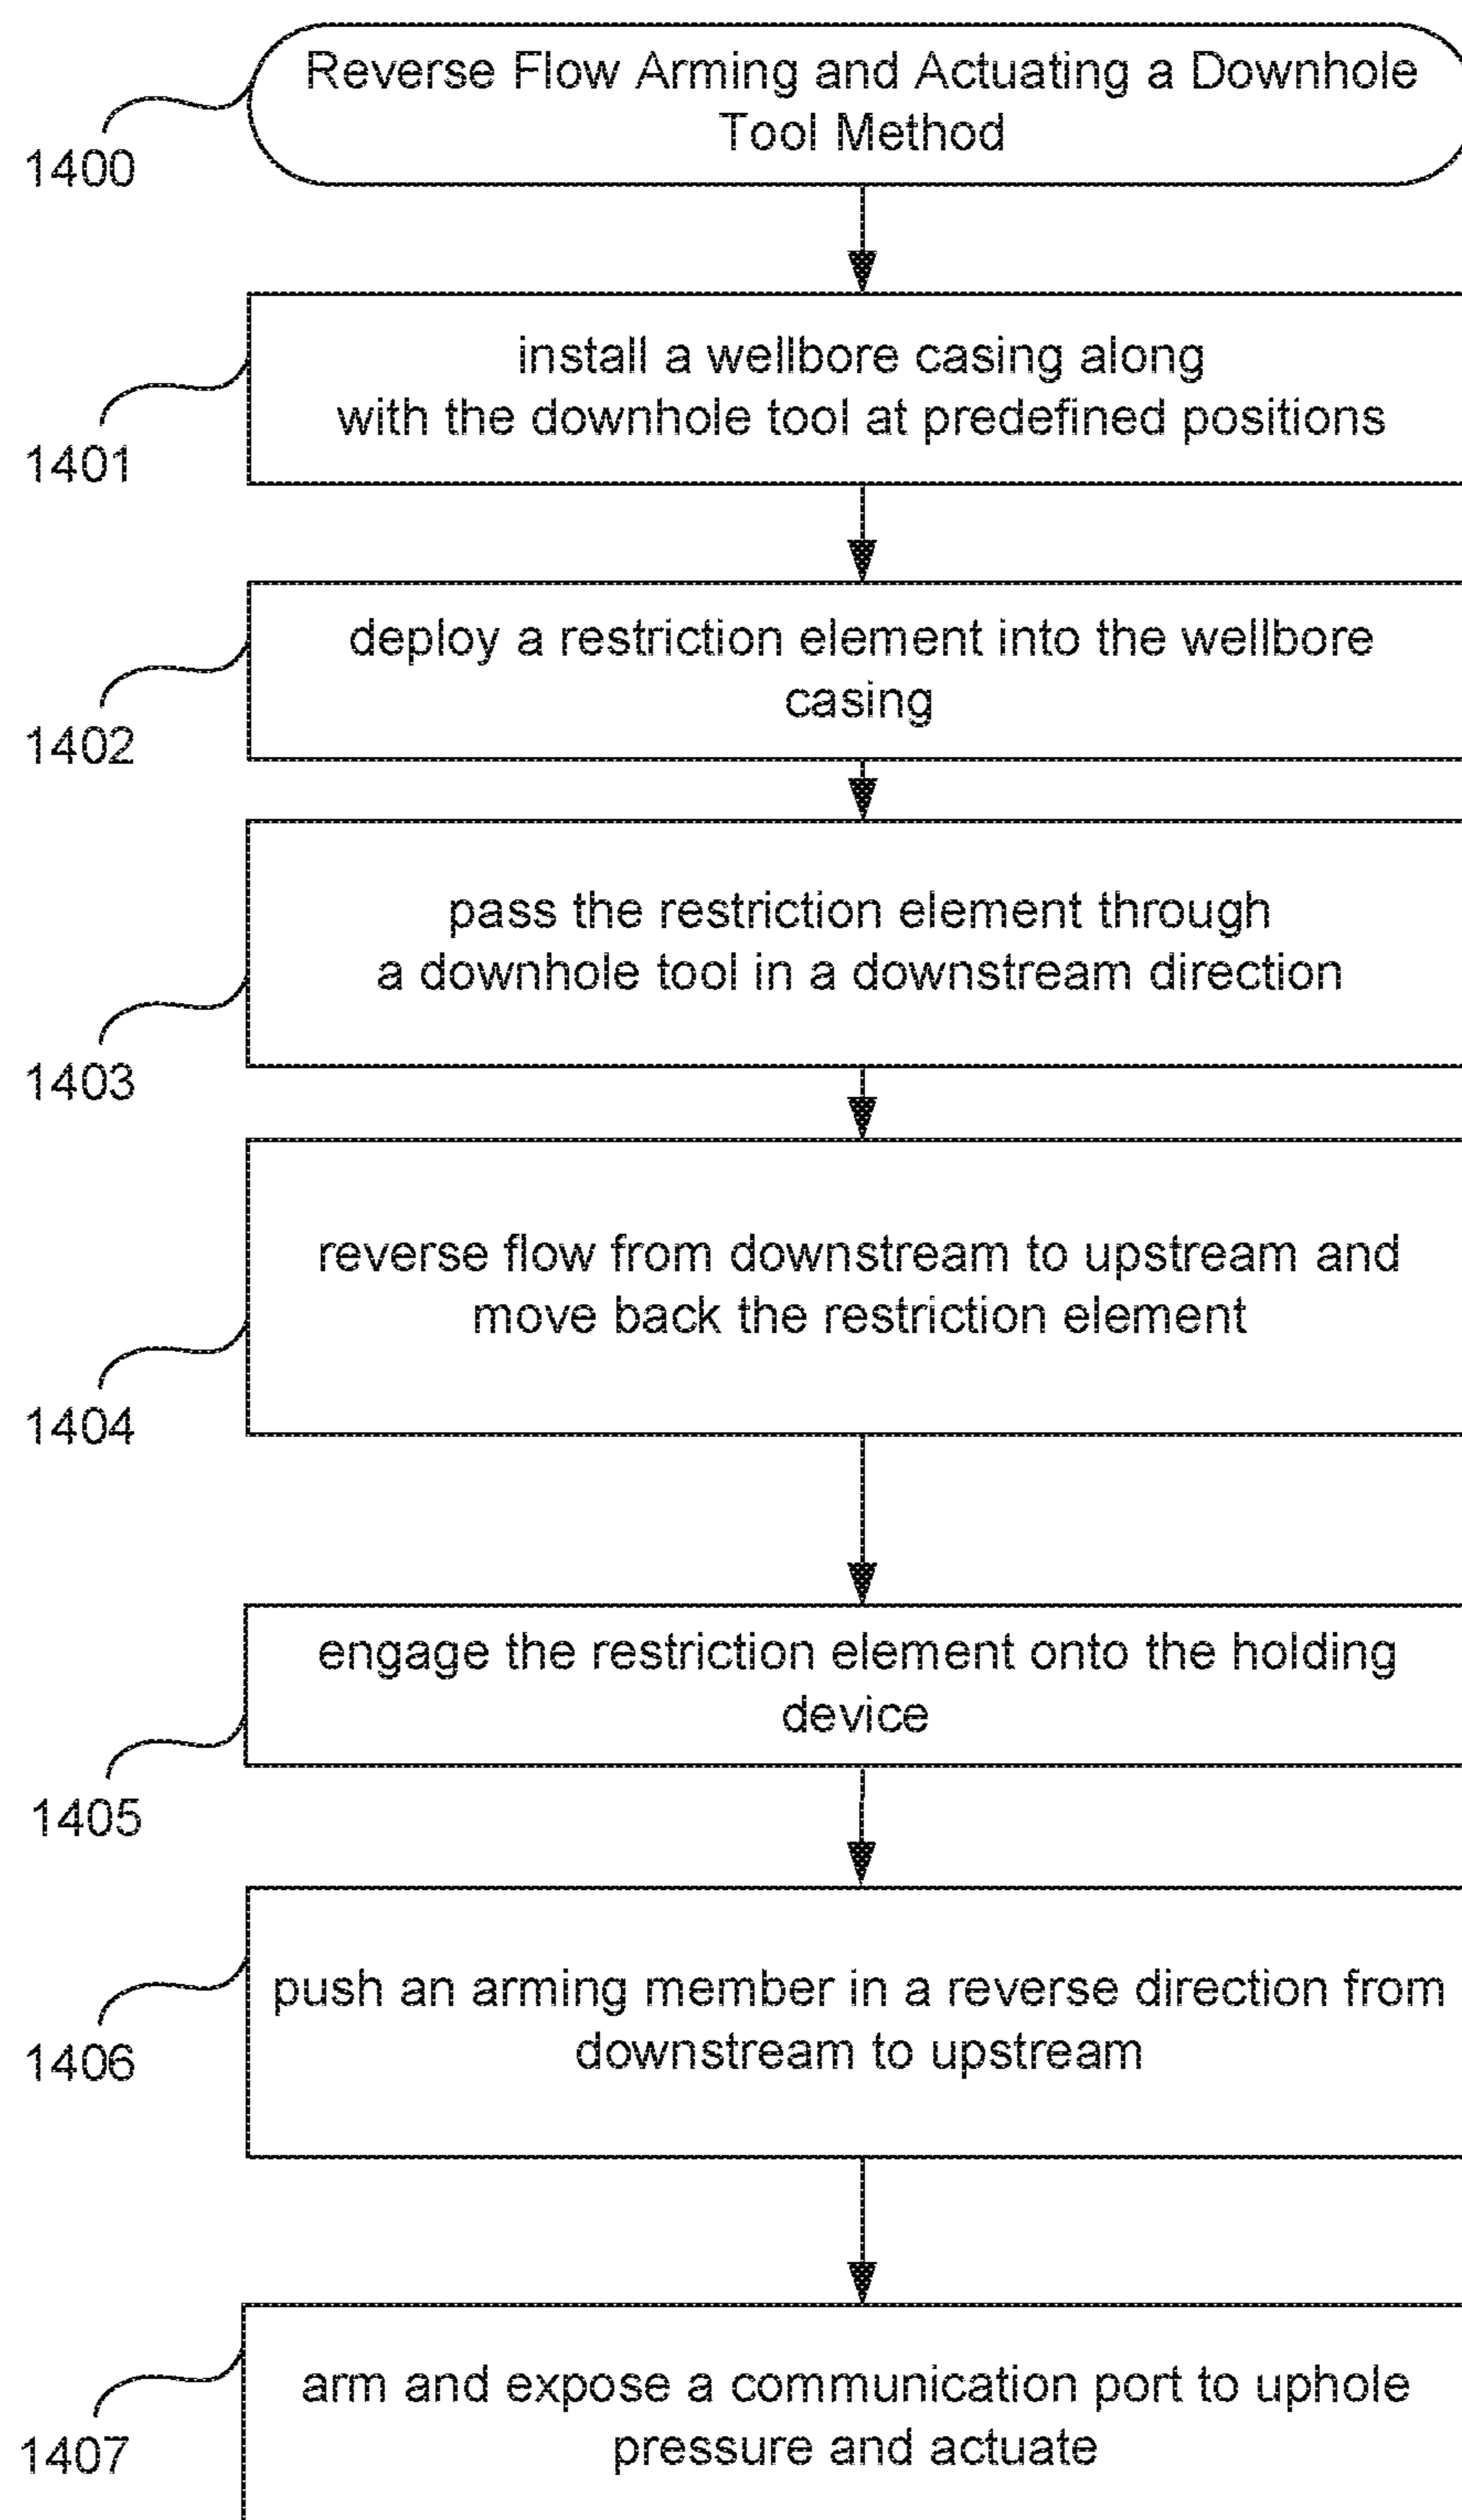 Reverse Flow Arming and Actuating a Downhole
Tool Method
1400
install a wellbore casing along
with the downhole tool at predefined positions
1401
deploy a restriction element into the wellbore
casing
1402
pass the restriction element through
a downhole tool in a downstream direction
1403
reverse flow from downstream to upstream and
move back the restriction element
1404
engage the restriction element onto the holding
device
1405
push an arming member in a reverse direction from
downstream to upstream
1406
arm and expose a communication port to uphole
pressure and actuate
1407